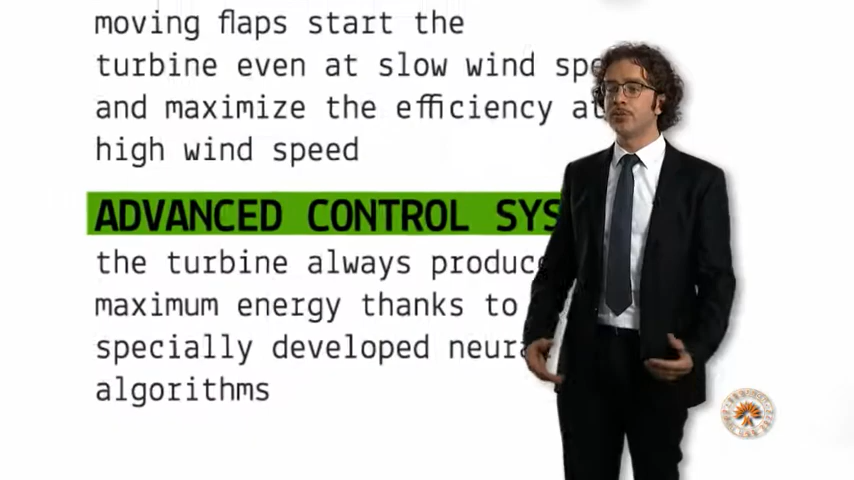 moving flaps start the
turbine even at slow wind spe
and maximize the efficiency at
high wind speed
ADVANCED CONTROL SYS
the turbine always produce
maximum energy thanks to
specially developed neura
algorithms